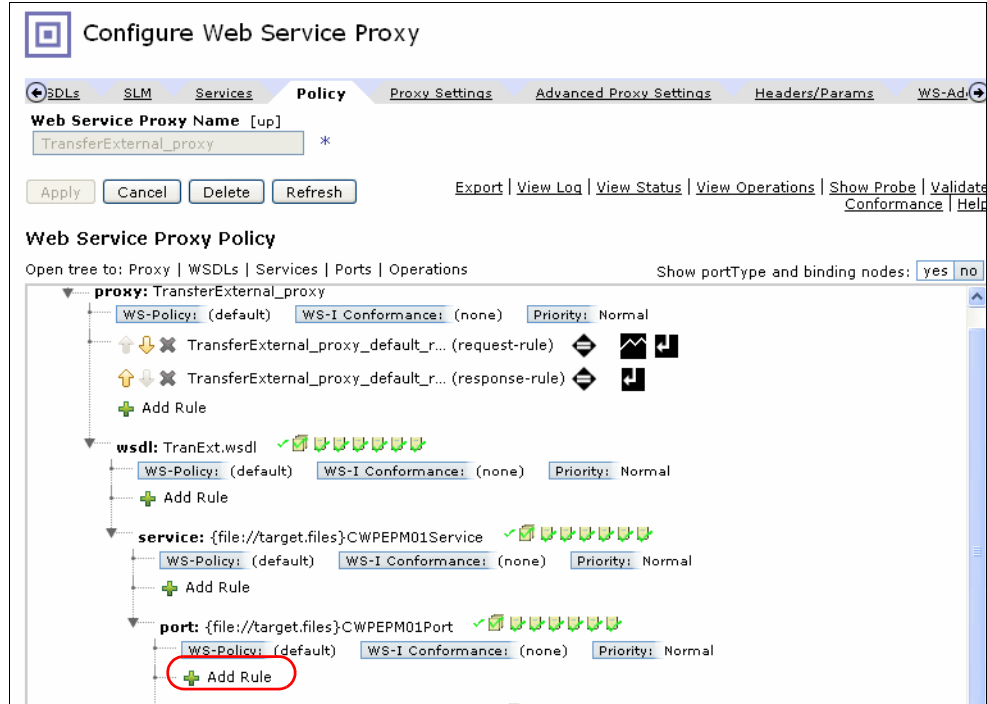 Configure Web Service Proxy
SDLs SLM Services Policy Proxy Settings Advanced Proxy Settings Headers/Params WS-Ad
Web Service Proxy Name [up]
TransferExternal_proxy *
Apply Cancel Delete Refresh
Export | View Log | View Status | View Operations | Show Probe | Validate
Conformance | Help
Web Service Proxy Policy
Open tree to: Proxy | WSDLs | Services | Ports | Operations
Show portType and binding nodes: yes no
proxy: TransferExternal_proxy
WS-Policy: (default) WS-I Conformance: (none) Priority: Normal
TransferExternal_proxy_default_r... (request-rule)
TransferExternal_proxy_default_r... (response-rule)
Add Rule
wsdl: TranExt.wsdl
WS-Policy: (default) WS-I Conformance: (none) Priority: Normal
Add Rule
service: {file://target.files}CWPEPM01Service
WS-Policy: (default) WS-I Conformance: (none) Priority: Normal
Add Rule
port: {file://target.files}CWPEPM01Port
WS-Policy: (default) WS-I Conformance: (none) Priority: Normal
Add Rule